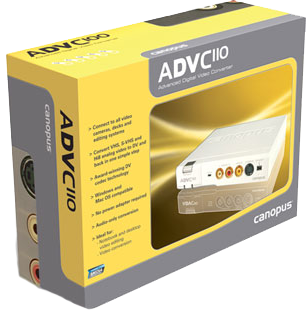 canopus
ADVC110
Advanced Digital Video Converter
> Connect to all video
cameras, decks and
editing systems
> Convert VHS, S-VHS and
Hi8 analog video to DV and
back in one simple step
> Award-winning DV
codec technology
> Windows and
Mac OS compatible
> No power adapter required
> Audio-only conversion
> Ideal for:
- Notebook and desktop
video editing
- Video conversion
canopus
ADVC110
canopus
ADVC110